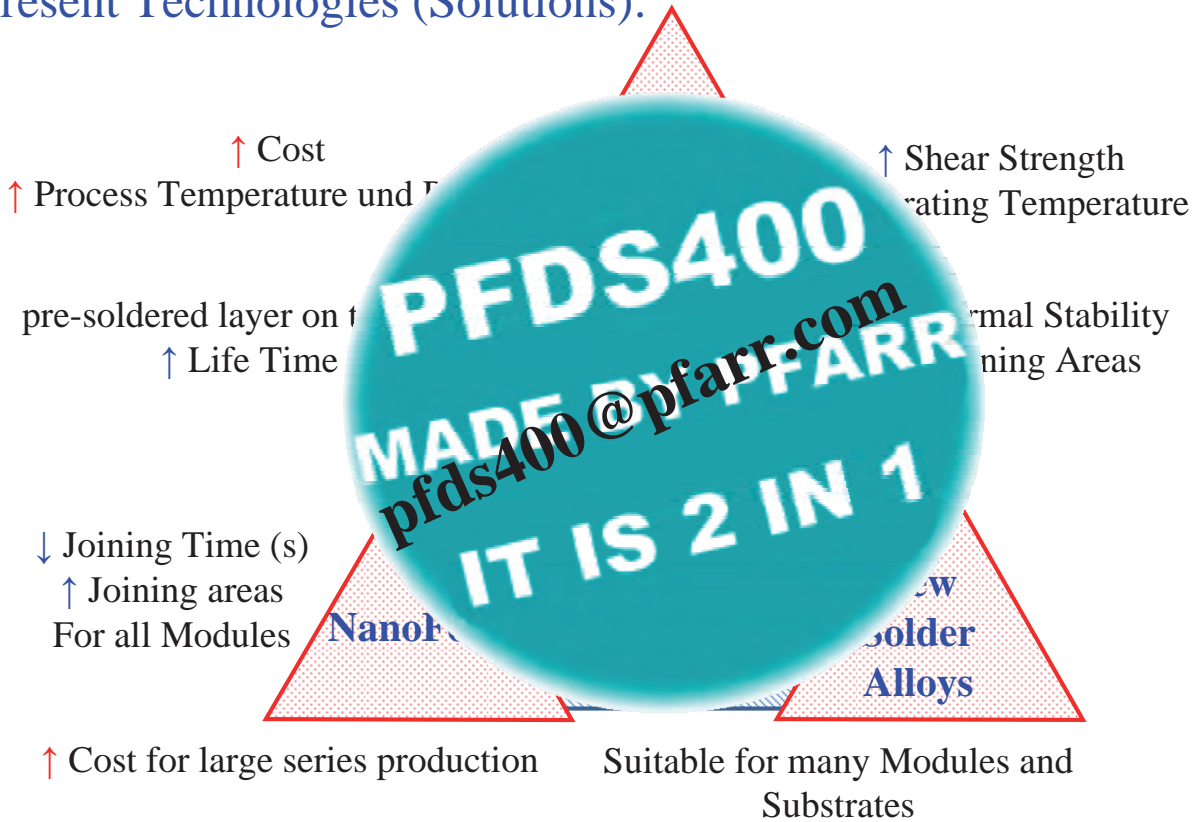 resent Technologies (Solutions).
↑ Cost
↑ Process Temperature und
↑ Shear Strength
rating Temperature
pre-soldered layer on
↑ Life Time
rmal Stability
ning Areas
PFDS400
MADE BY PFARR
IT IS 2 IN 1
pfds400@pfarr.com
↓ Joining Time (s)
↑ Joining areas
For all Modules
ew
older
Alloys
↑ Cost for large series production
Suitable for many Modules and
Substrates